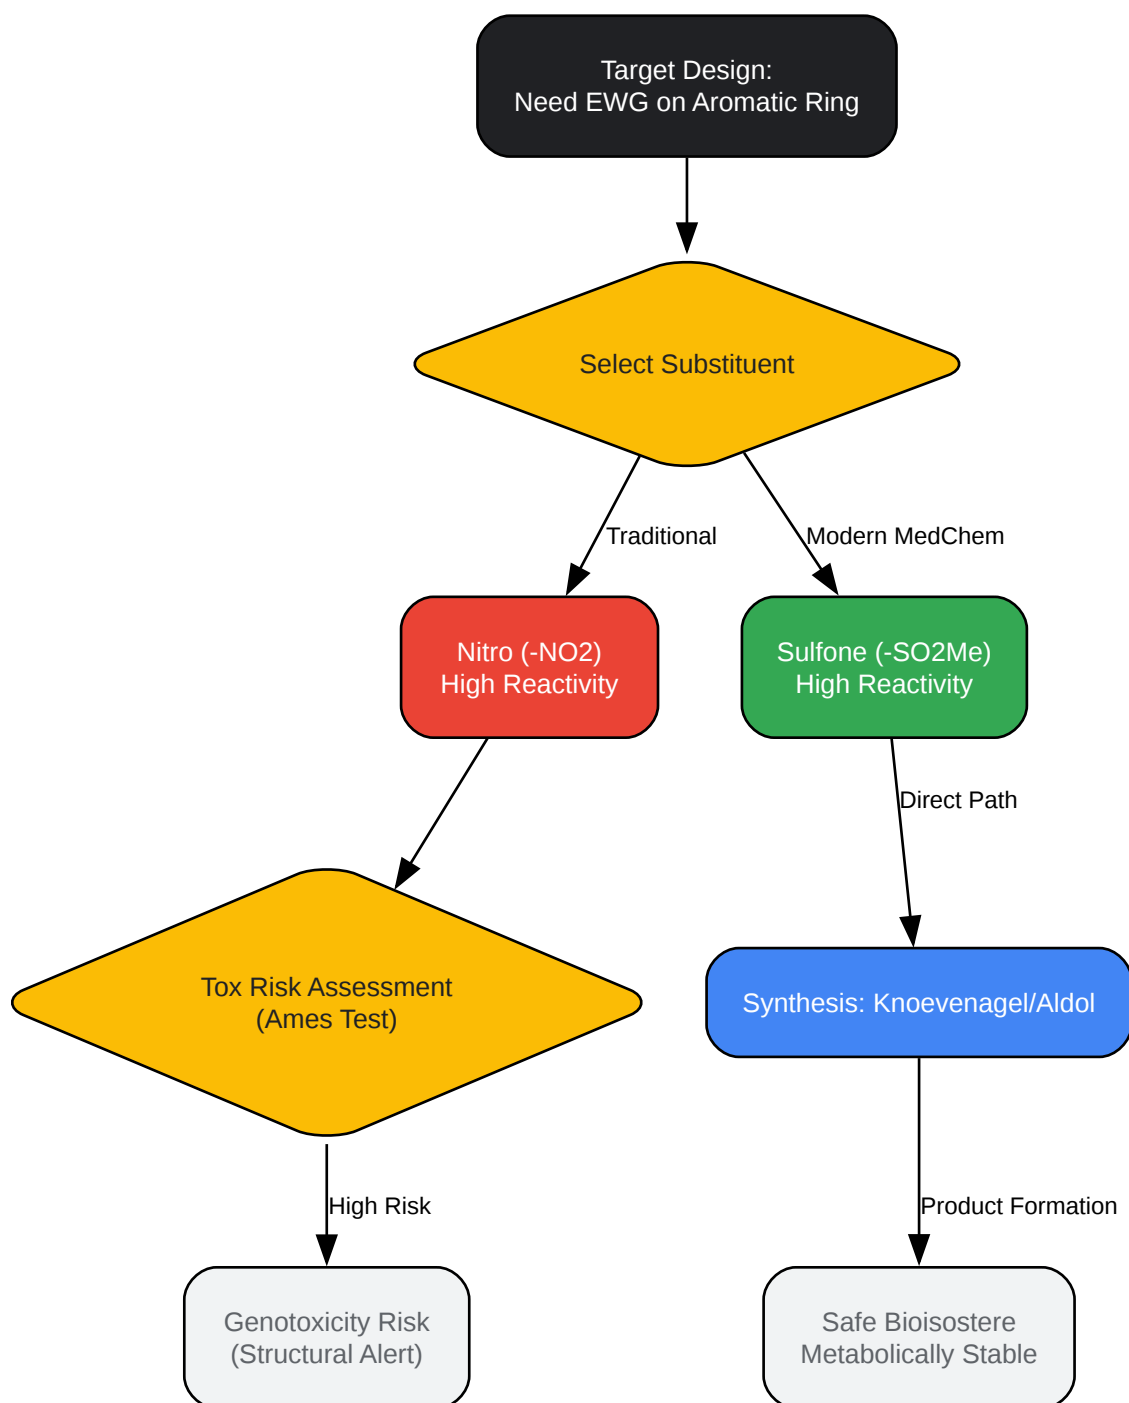 Target Design:
Need EWG on Aromatic Ring
Select Substituent
Traditional
Modern MedChem
Nitro (-NO2)
High Reactivity
Sulfone (-SO2Me)
High Reactivity
Direct Path
Tox Risk Assessment
(Ames Test)
Synthesis: Knoevenagel/Aldol
High Risk
Product Formation
Genotoxicity Risk
(Structural Alert)
Safe Bioisostere
Metabolically Stable